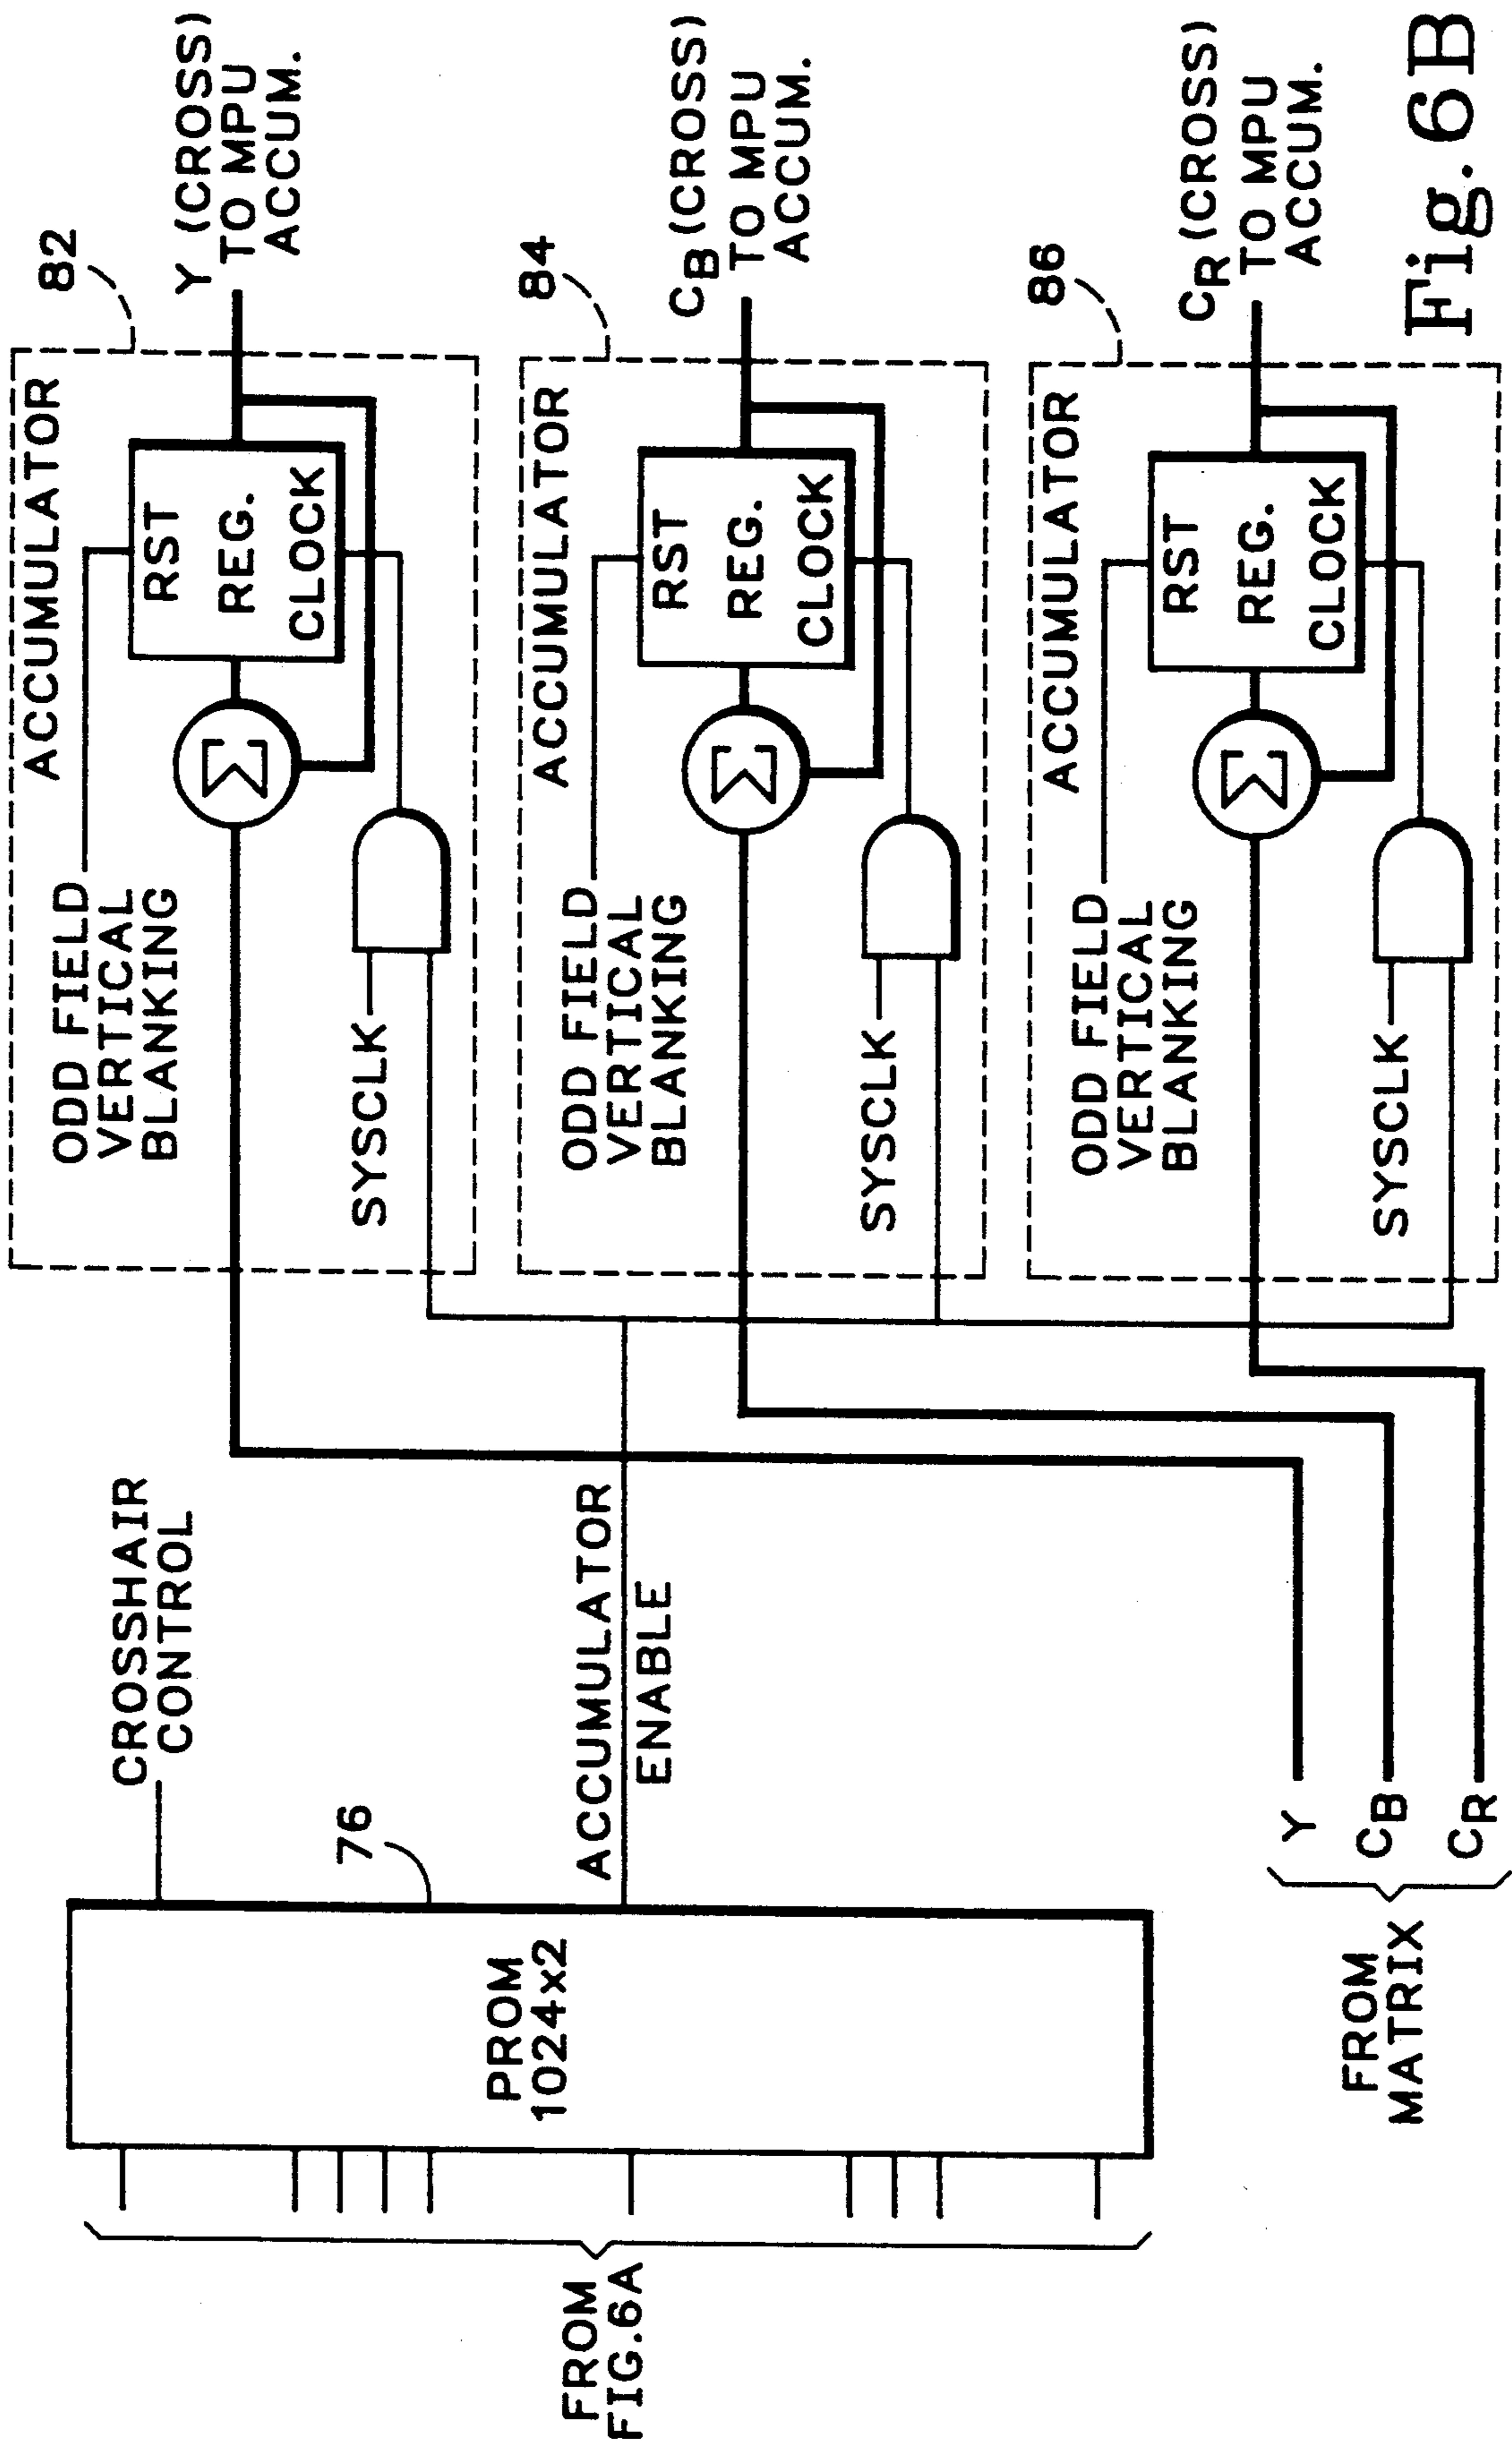 FROM
FIG.6A
PROM
1024x2
76
CROSSHAIR
CONTROL
ACCUMULATOR
ENABLE
FROM
MATRIX
Y
CB
CR
82
ACCUMULATOR
ODD FIELD
VERTICAL
BLANKING
SYSCLK
Σ
RST
REG.
CLOCK
Y (CROSS)
TO MPU
ACCUM.
84
ACCUMULATOR
ODD FIELD
VERTICAL
BLANKING
SYSCLK
Σ
RST
REG.
CLOCK
CB (CROSS)
TO MPU
ACCUM.
86
ACCUMULATOR
ODD FIELD
VERTICAL
BLANKING
SYSCLK
Σ
RST
REG.
CLOCK
CR (CROSS)
TO MPU
ACCUM.
Fig. 6B